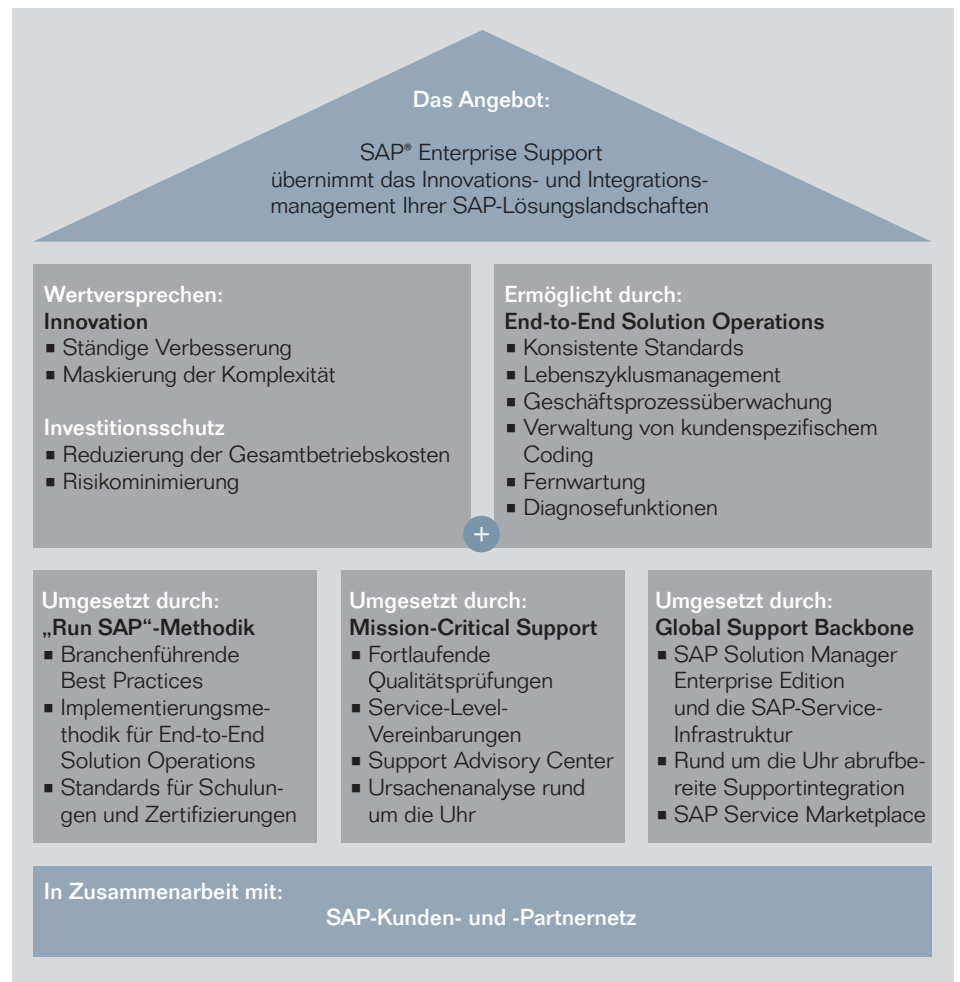 Das Angebot:
SAP® Enterprise Support
übernimmt das Innovations- und Integrations-
management Ihrer SAP-Lösungslandschaften
Wertversprechen:
Innovation
▪ Ständige Verbesserung
▪ Maskierung der Komplexität
Investitionsschutz
▪ Reduzierung der Gesamtbetriebskosten
▪ Risikominimierung
Ermöglicht durch:
End-to-End Solution Operations
▪ Konsistente Standards
▪ Lebenszyklusmanagement
▪ Geschäftsprozessüberwachung
▪ Verwaltung von kundenspezifischem
Coding
▪ Fernwartung
▪ Diagnosefunktionen
+
Umgesetzt durch:
„Run SAP“-Methodik
▪ Branchenführende
Best Practices
▪ Implementierungsme-
thodik für End-to-End
Solution Operations
▪ Standards für Schulun-
gen und Zertifizierungen
Umgesetzt durch:
Mission-Critical Support
▪ Fortlaufende
Qualitätsprüfungen
▪ Service-Level-
Vereinbarungen
▪ Support Advisory Center
▪ Ursachenanalyse rund
um die Uhr
Umgesetzt durch:
Global Support Backbone
▪ SAP Solution Manager
Enterprise Edition
und die SAP-Service-
Infrastruktur
▪ Rund um die Uhr abrufbe-
reite Supportintegration
▪ SAP Service Marketplace
In Zusammenarbeit mit:
SAP-Kunden- und -Partnernetz